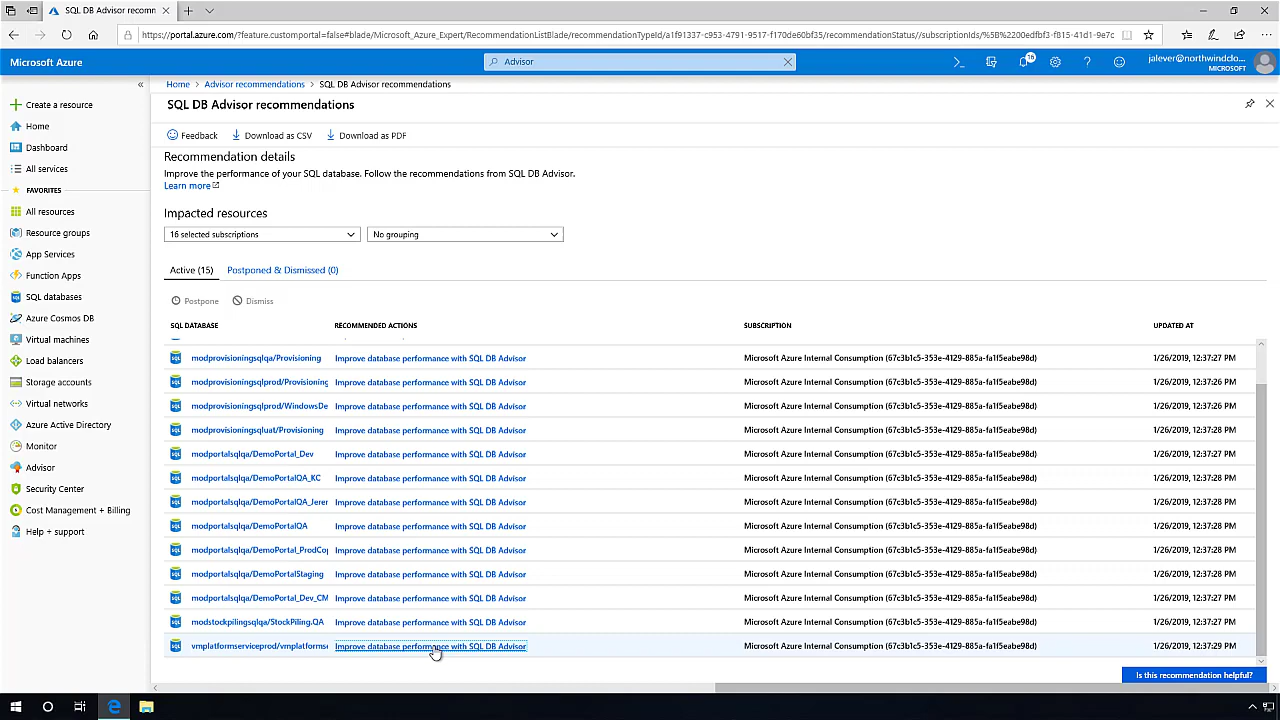 SQL DB Advisor recomn
https://portal.azure.com/?feature.customportal=false#blade/Microsoft_Azure_Expert/RecommendationListBlade/recommendationTypeId/a1f91337-c953-4791-9517-f170de60bf35/recommendationStatus//subscriptionIds/%5B%2200edfbf3-f815-41d1-9e7c
Microsoft Azure
Advisor
jalever@northwindclo...
MICROSOFT
Home > Advisor recommendations > SQL DB Advisor recommendations
SQL DB Advisor recommendations
Feedback Download as CSV Download as PDF
Create a resource
Home
Dashboard
All services
FAVORITES
All resources
Resource groups
App Services
Function Apps
SQL databases
Azure Cosmos DB
Virtual machines
Load balancers
Storage accounts
Virtual networks
Azure Active Directory
Monitor
Advisor
Security Center
Cost Management + Billing
Help + support
Recommendation details
Improve the performance of your SQL database. Follow the recommendations from SQL DB Advisor.
Learn more
Impacted resources
16 selected subscriptions No grouping
Active (15) Postponed & Dismissed (0)
Postpone Dismiss
SQL DATABASE RECOMMENDED ACTIONS SUBSCRIPTION UPDATED AT
modprovisioningsqlqa/Provisioning Improve database performance with SQL DB Advisor Microsoft Azure Internal Consumption (67c3b1c5-353e-4129-885a-fa1f5eabe98d) 1/26/2019, 12:37:27 PM
modprovisioningsqlprod/Provisioning Improve database performance with SQL DB Advisor Microsoft Azure Internal Consumption (67c3b1c5-353e-4129-885a-fa1f5eabe98d) 1/26/2019, 12:37:26 PM
modprovisioningsqlprod/WindowsDe Improve database performance with SQL DB Advisor Microsoft Azure Internal Consumption (67c3b1c5-353e-4129-885a-fa1f5eabe98d) 1/26/2019, 12:37:26 PM
modprovisioningsqluat/Provisioning Improve database performance with SQL DB Advisor Microsoft Azure Internal Consumption (67c3b1c5-353e-4129-885a-fa1f5eabe98d) 1/26/2019, 12:37:27 PM
modportalsqlqa/DemoPortal_Dev Improve database performance with SQL DB Advisor Microsoft Azure Internal Consumption (67c3b1c5-353e-4129-885a-fa1f5eabe98d) 1/26/2019, 12:37:28 PM
modportalsqlqa/DemoPortalQA_KC Improve database performance with SQL DB Advisor Microsoft Azure Internal Consumption (67c3b1c5-353e-4129-885a-fa1f5eabe98d) 1/26/2019, 12:37:28 PM
modportalsqlqa/DemoPortalQA_Jerer Improve database performance with SQL DB Advisor Microsoft Azure Internal Consumption (67c3b1c5-353e-4129-885a-fa1f5eabe98d) 1/26/2019, 12:37:28 PM
modportalsqlqa/DemoPortalQA Improve database performance with SQL DB Advisor Microsoft Azure Internal Consumption (67c3b1c5-353e-4129-885a-fa1f5eabe98d) 1/26/2019, 12:37:28 PM
modportalsqlqa/DemoPortal_ProdCop Improve database performance with SQL DB Advisor Microsoft Azure Internal Consumption (67c3b1c5-353e-4129-885a-fa1f5eabe98d) 1/26/2019, 12:37:28 PM
modportalsqlqa/DemoPortalStaging Improve database performance with SQL DB Advisor Microsoft Azure Internal Consumption (67c3b1c5-353e-4129-885a-fa1f5eabe98d) 1/26/2019, 12:37:28 PM
modportalsqlqa/DemoPortal_Dev_CM Improve database performance with SQL DB Advisor Microsoft Azure Internal Consumption (67c3b1c5-353e-4129-885a-fa1f5eabe98d) 1/26/2019, 12:37:28 PM
modstockpilingsqlqa/StockPiling.QA Improve database performance with SQL DB Advisor Microsoft Azure Internal Consumption (67c3b1c5-353e-4129-885a-fa1f5eabe98d) 1/26/2019, 12:37:29 PM
vmplatformserviceprod/vmplatformse Improve database performance with SQL DB Advisor Microsoft Azure Internal Consumption (67c3b1c5-353e-4129-885a-fa1f5eabe98d) 1/26/2019, 12:37:29 PM
Is this recommendation helpful?